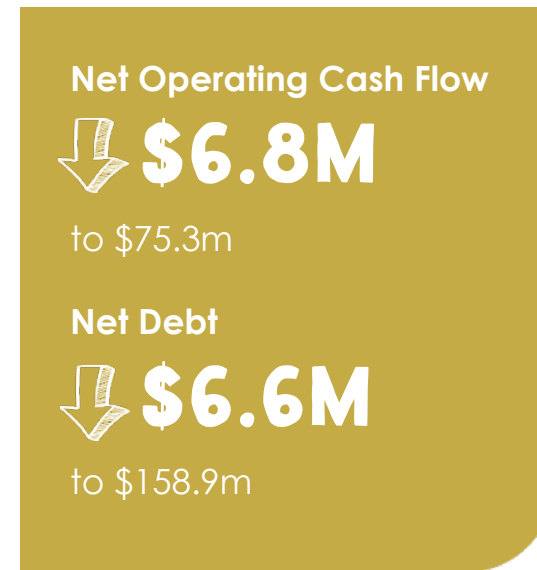 Net Operating Cash Flow
$6.8M
to $75.3m
Net Debt
$6.6M
to $158.9m